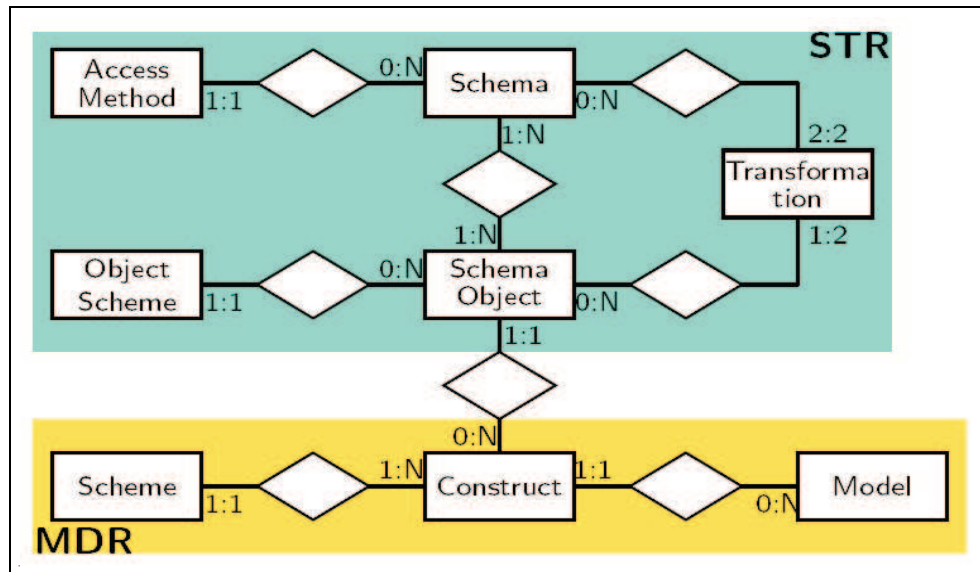 STR
Access
Method
1:1
0:N
Schema
0:N
1:N
2:2
Transforma
tion
1:2
1:N
Object
Scheme
1:1
0:N
Schema
Object
0:N
1:1
0:N
Scheme
1:1
1:N
Construct
1:1
0:N
Model
MDR